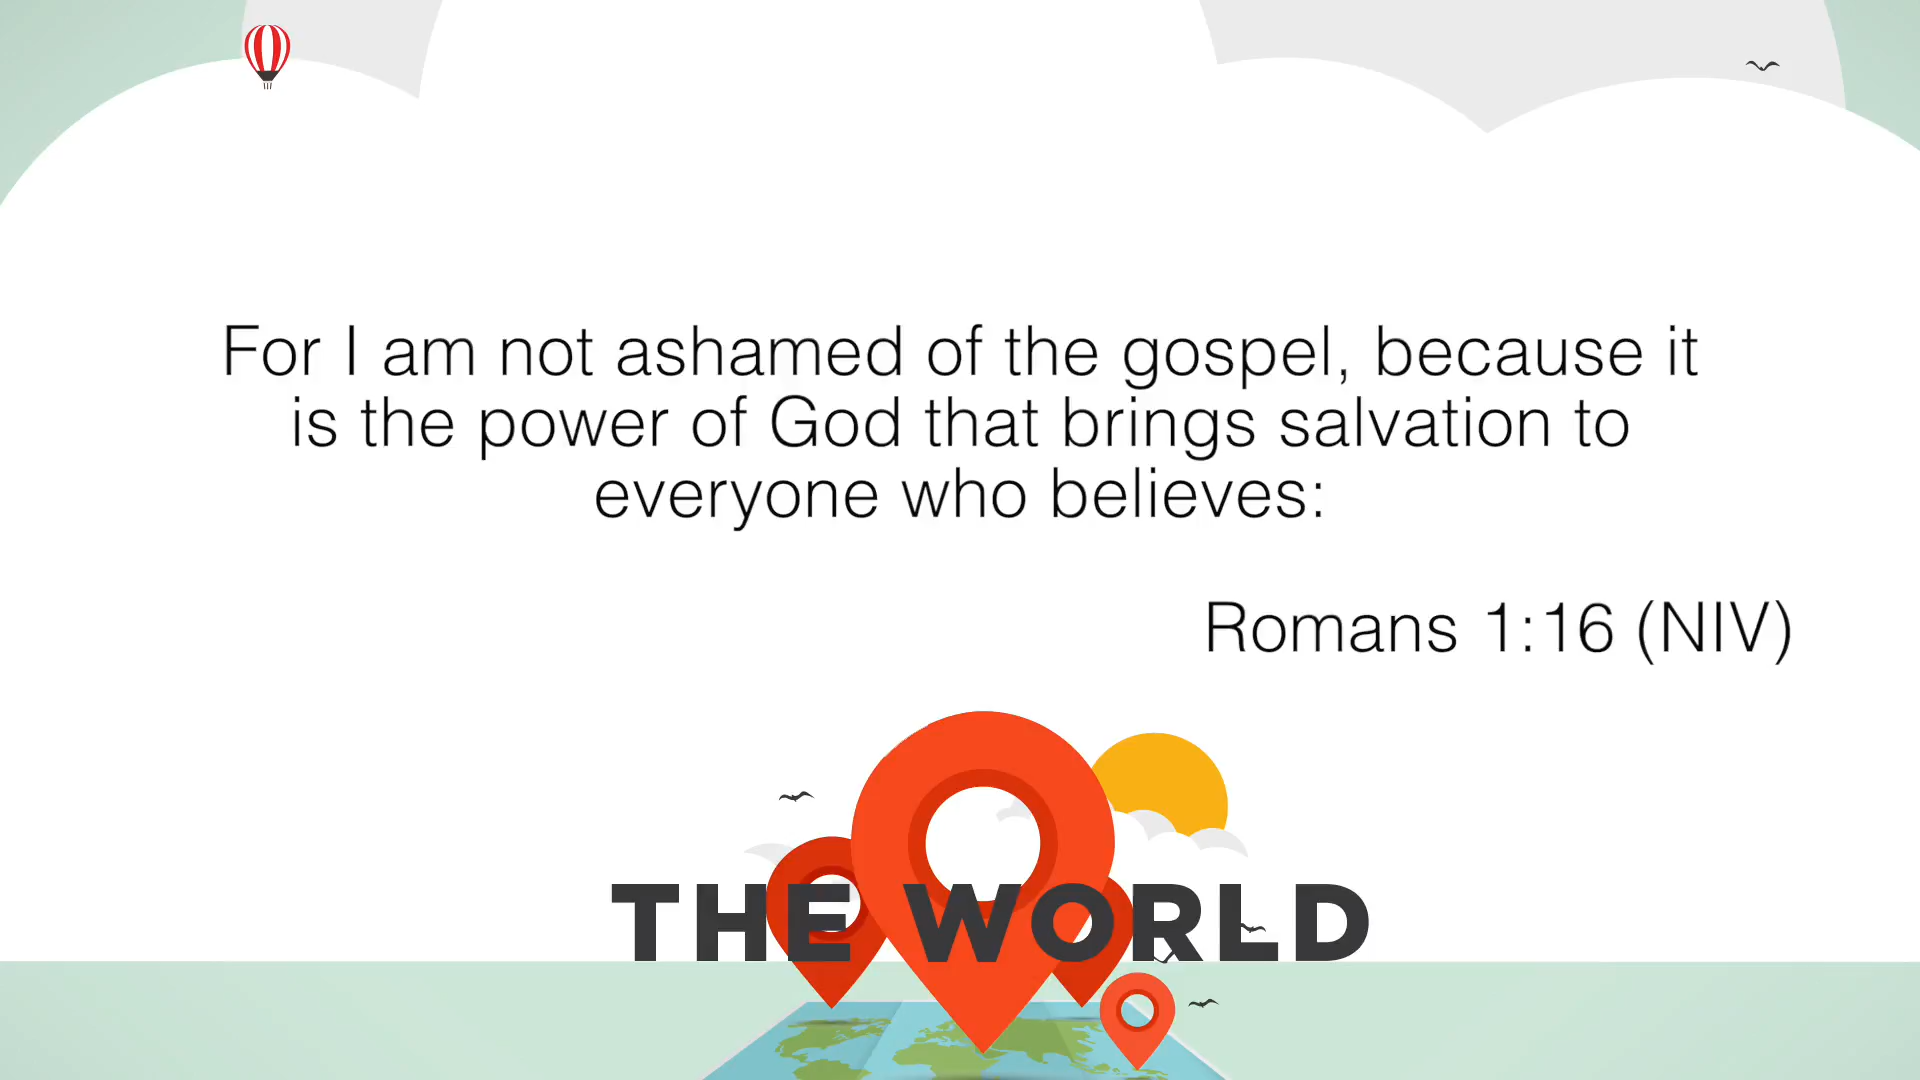 For I am not ashamed of the gospel, because it
is the power of God that brings salvation to
everyone who believes:
Romans 1:16 (NIV)
THE WORLD